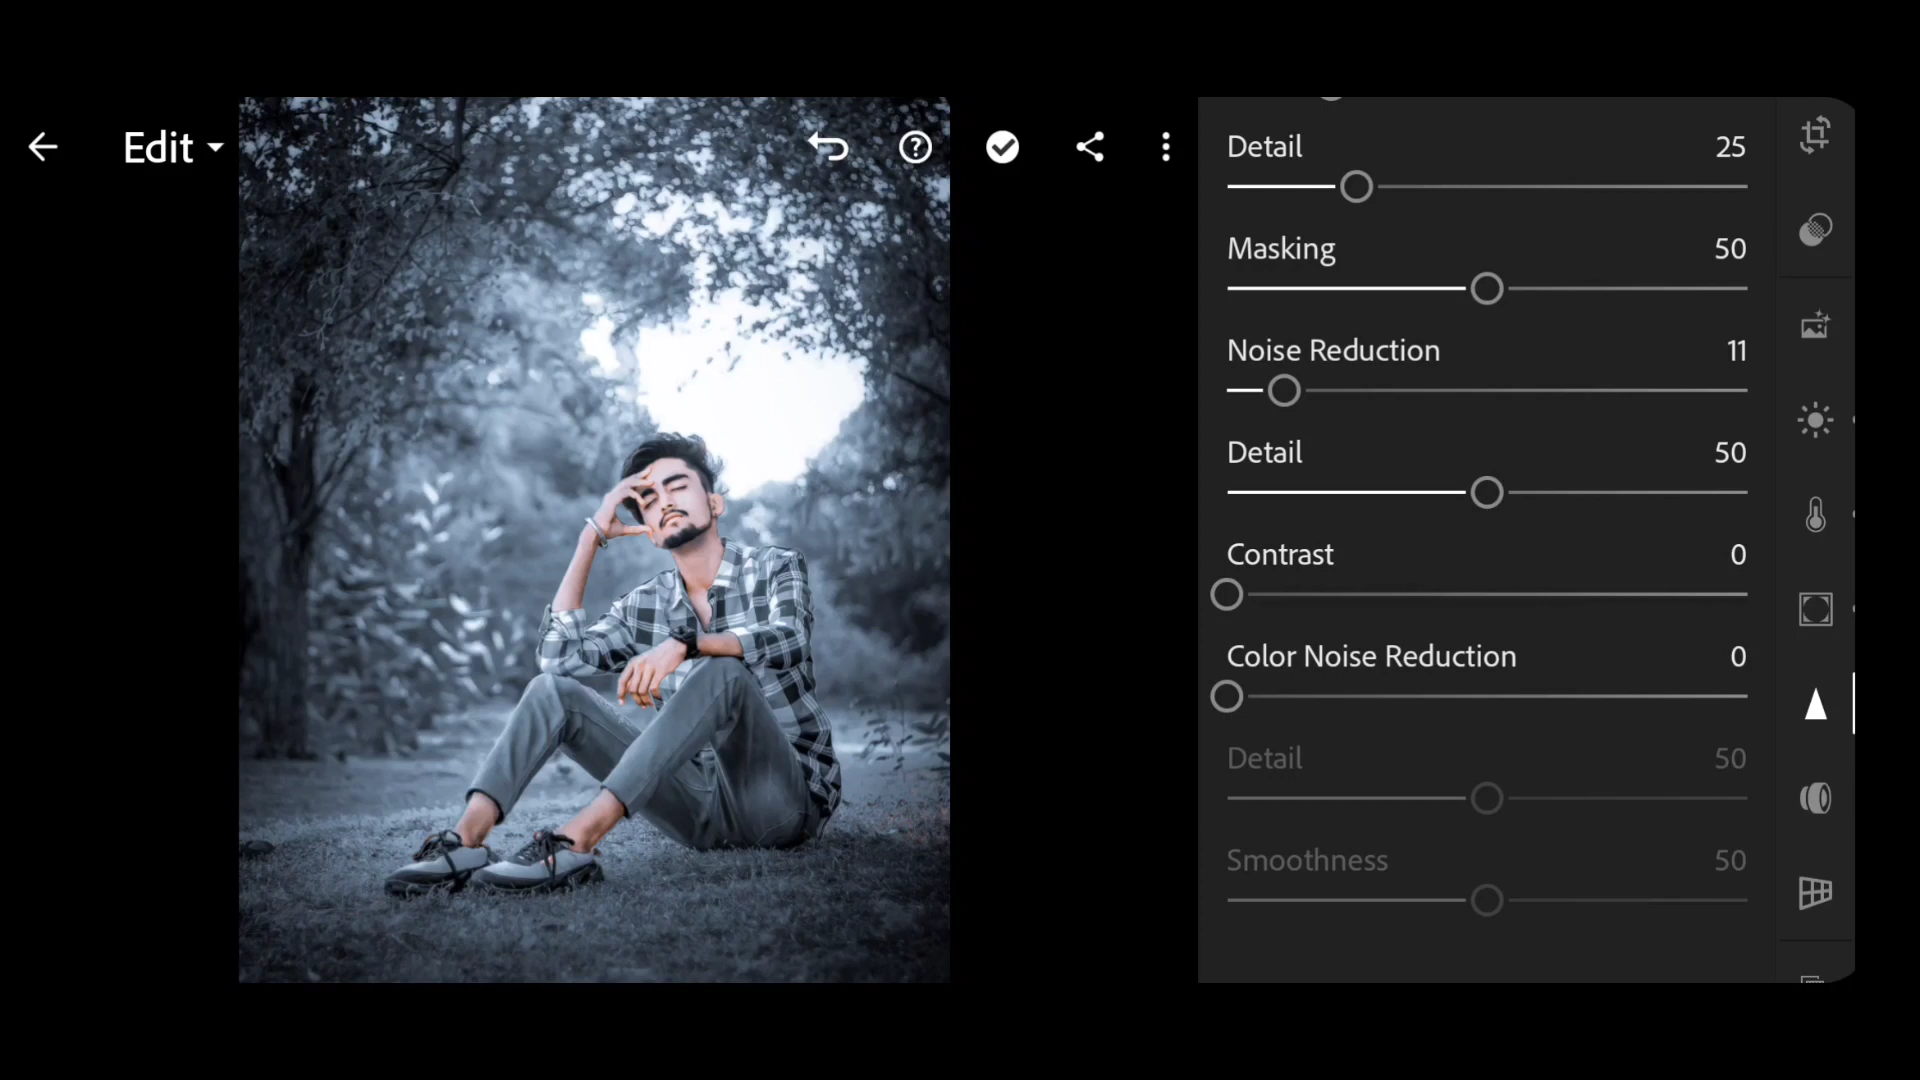 Edit
Detail 25
Masking 50
Noise Reduction 11
Detail 50
Contrast 0
Color Noise Reduction 0
Detail 50
Smoothness 50